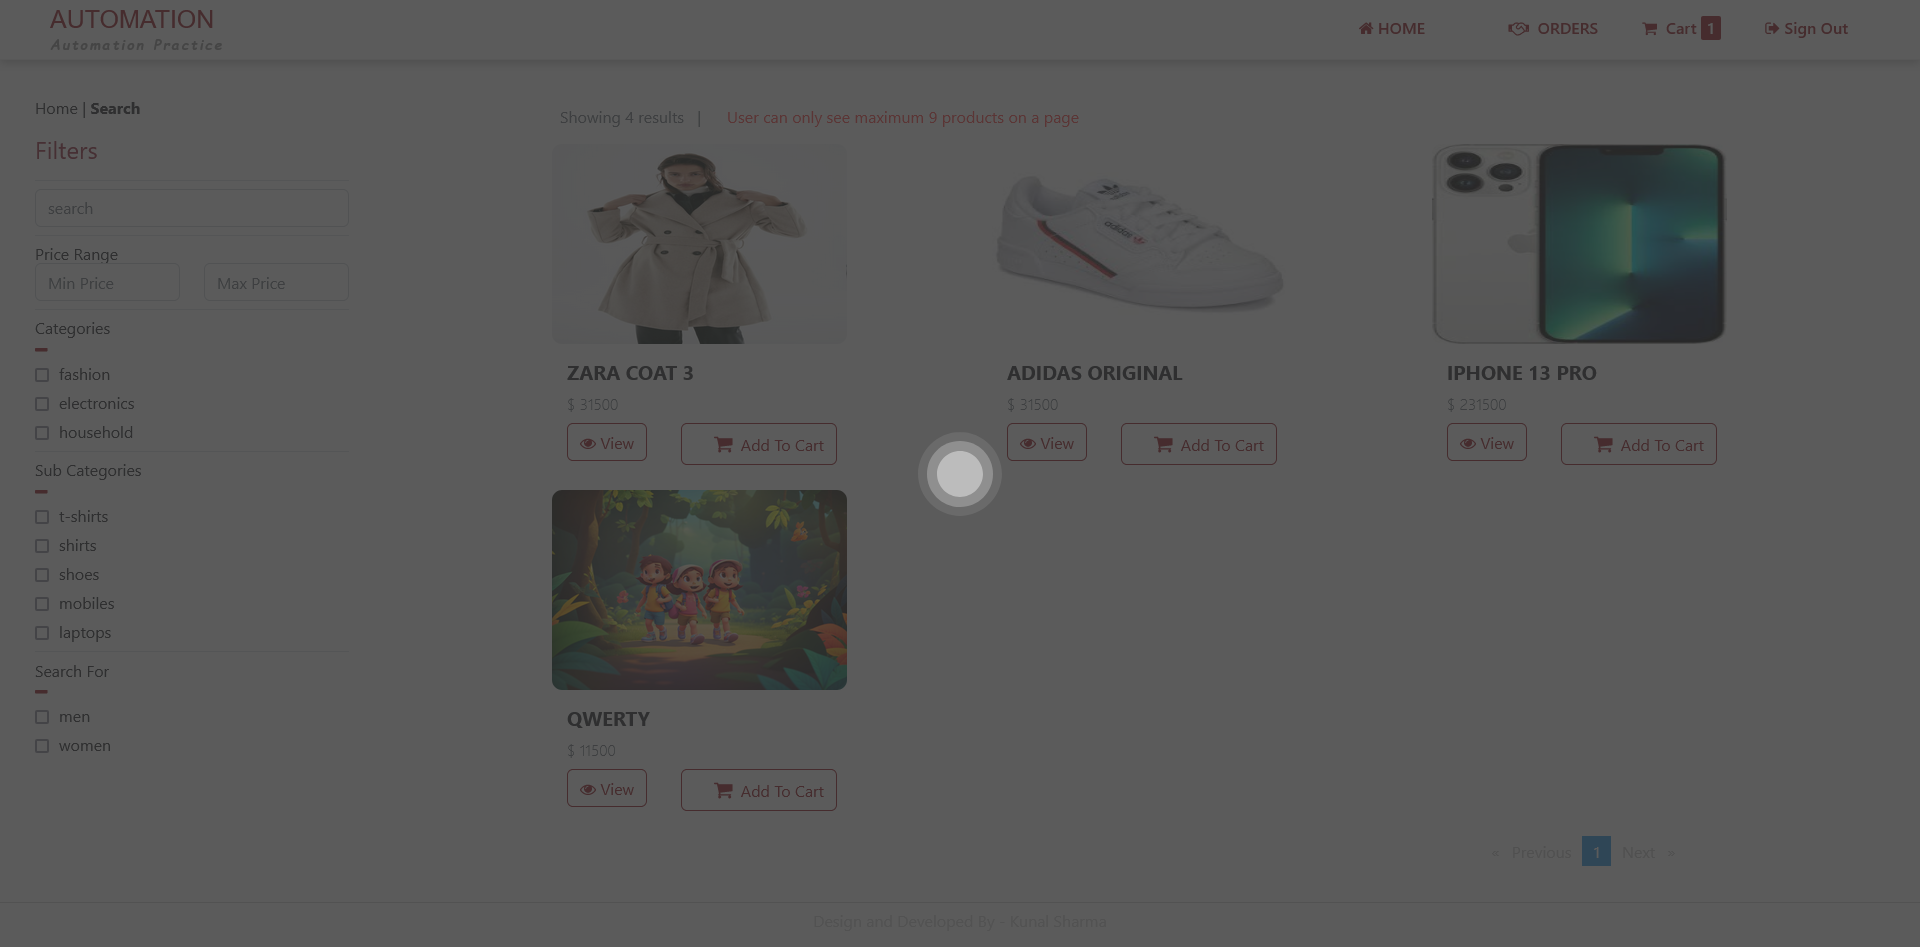 AUTOMATION
Automation Practice
HOME
ORDERS
Cart 1
Sign Out
Home | Search
Showing 4 results |
User can only see maximum 9 products on a page
Filters
search
Price Range
Min Price
Max Price
Categories
fashion
electronics
household
Sub Categories
t-shirts
shirts
shoes
mobiles
laptops
Search For
men
women
adidas
ZARA COAT 3
$ 31500
View
Add To Cart
ADIDAS ORIGINAL
$ 31500
View
Add To Cart
IPHONE 13 PRO
$ 231500
View
Add To Cart
QWERTY
$ 11500
View
Add To Cart
« Previous 1 Next »
Design and Developed By - Kunal Sharma